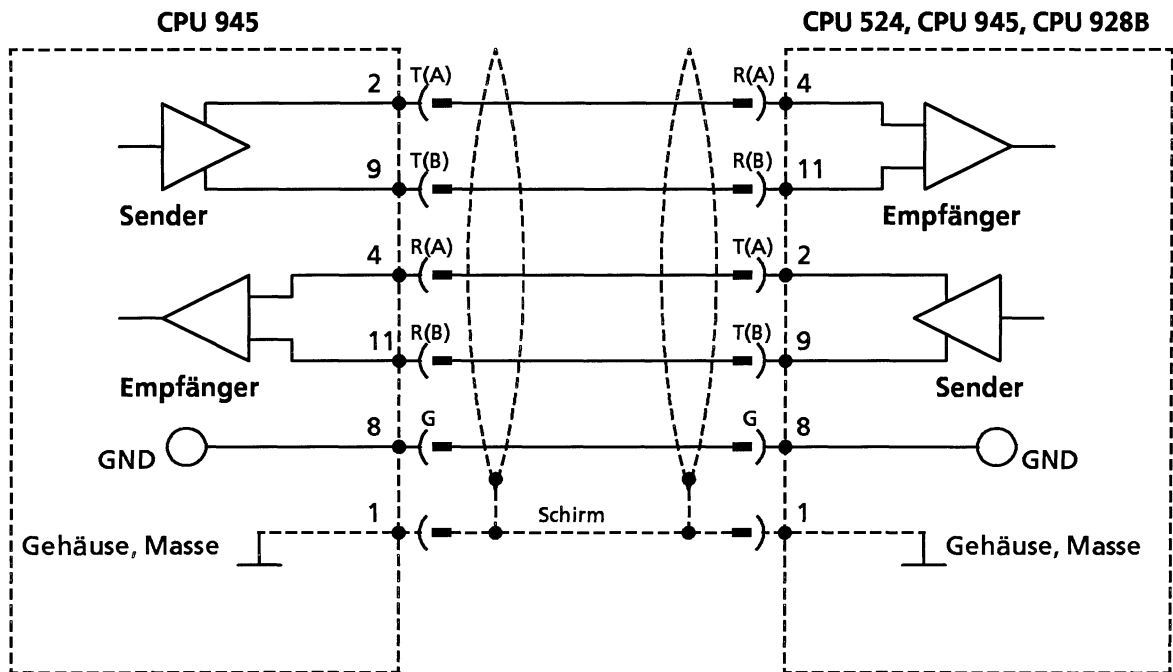 CPU 945
CPU 524, CPU 945, CPU 928B
2 T(A) R(A) 4
9 T(B) R(B) 11
Sender Empfänger
4 R(A) T(A) 2
11 R(B) T(B) 9
Empfänger Sender
8 G G 8
GND GND
1 Schirm 1
Gehäuse, Masse Gehäuse, Masse